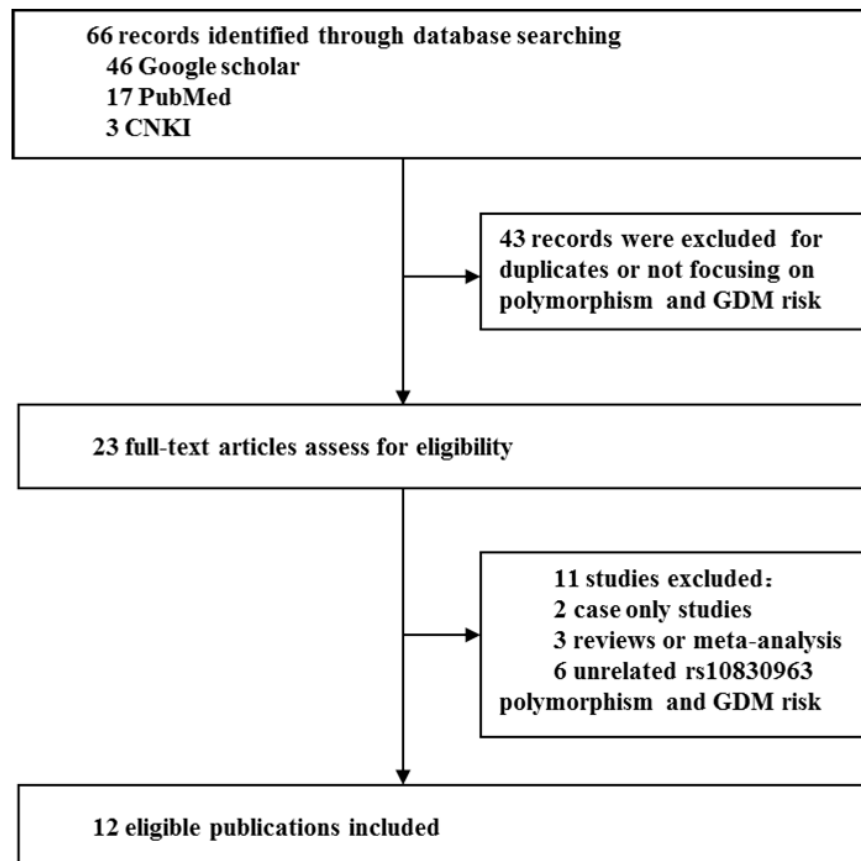 66 records identified through database searching
46 Google scholar
17 PubMed
3 CNKI
43 records were excluded for
duplicates or not focusing on
polymorphism and GDM risk
23 full-text articles assess for eligibility
11 studies excluded：
2 case only studies
3 reviews or meta-analysis
6 unrelated rs10830963
polymorphism and GDM risk
12 eligible publications included